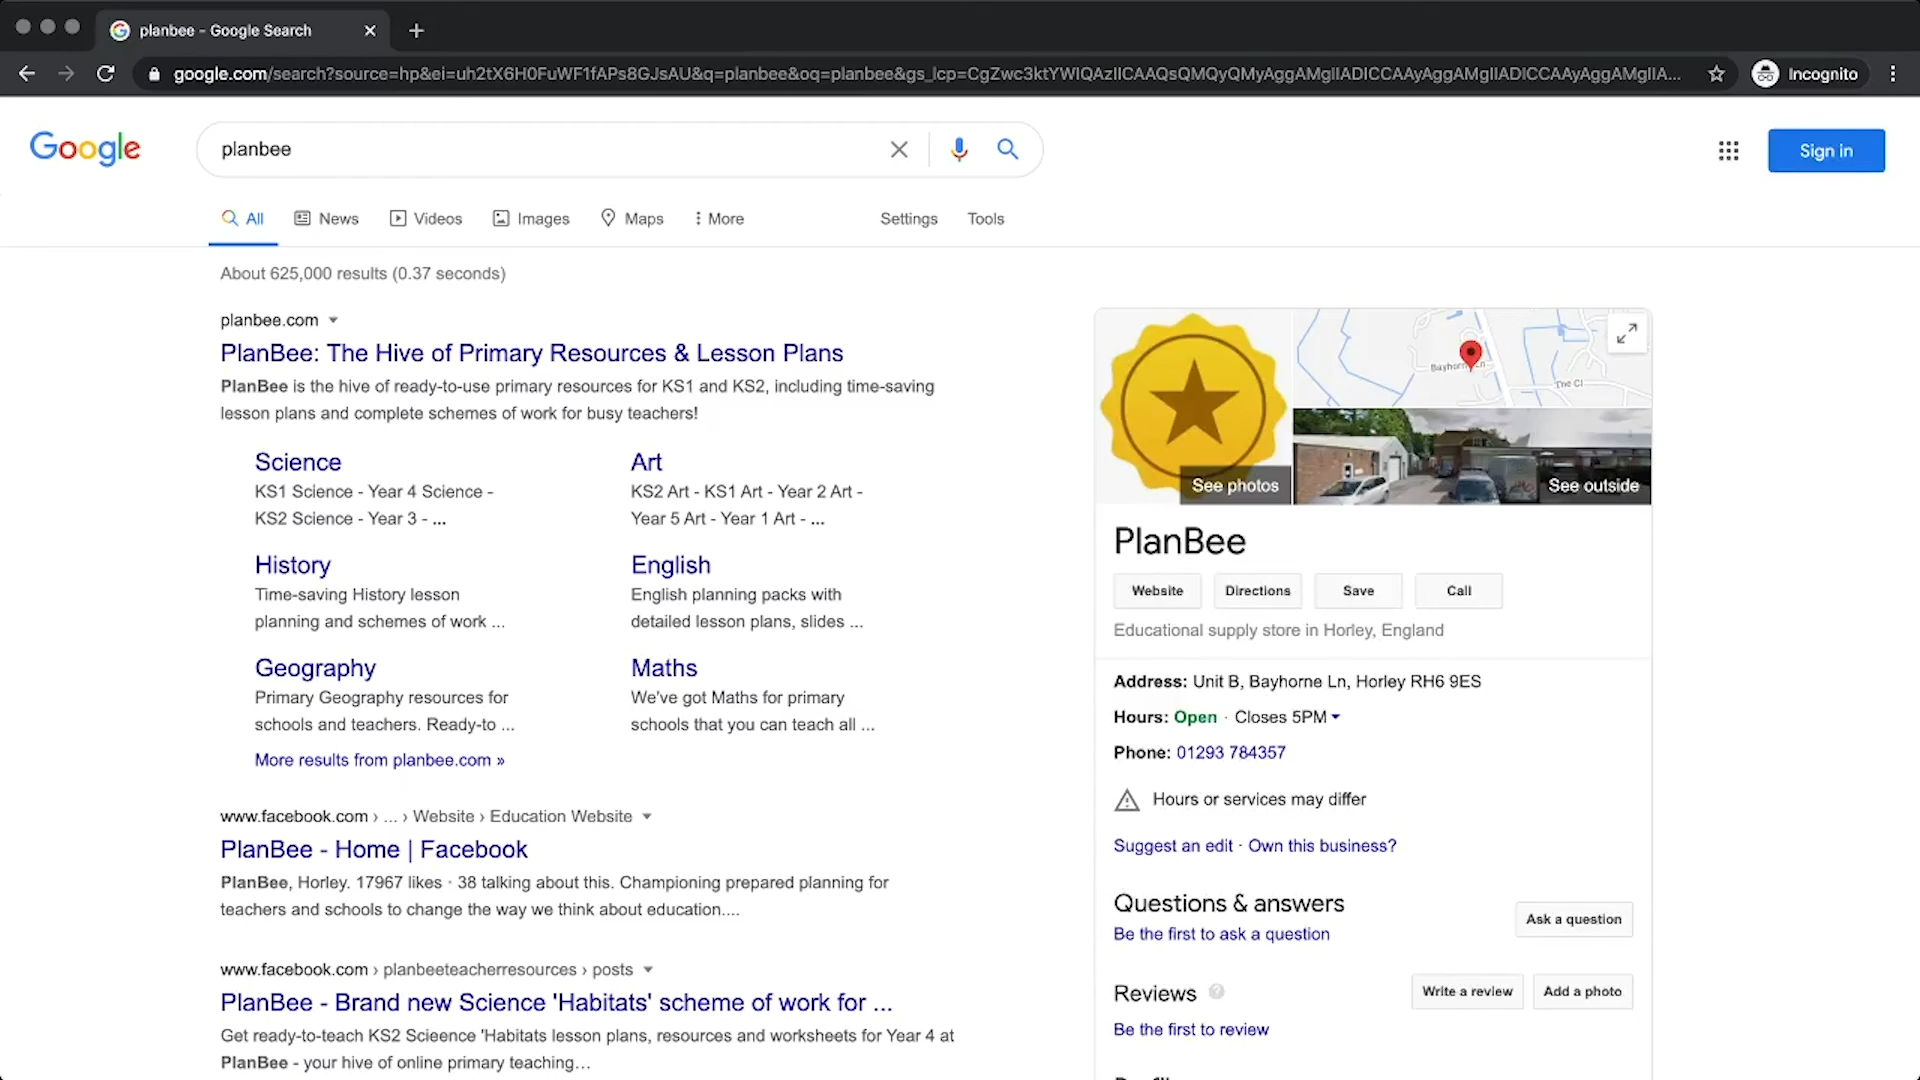 planbee - Google Search
google.com/search?source=hp&ei=uh2tX6H0FuWF1fAPs8GJsAU&q=planbee&oq=planbee&gs_lcp=CgZwc3ktYWIQAzIICAAQsQMQyQMyAggAMgIIADICCAAyAggAMgIIADICCAAyAggAMgIIA...
Incognito
Google
planbee
Sign in
All
News
Videos
Images
Maps
More
Settings
Tools
About 625,000 results (0.37 seconds)
planbee.com
PlanBee: The Hive of Primary Resources & Lesson Plans
PlanBee is the hive of ready-to-use primary resources for KS1 and KS2, including time-saving
lesson plans and complete schemes of work for busy teachers!
Science
KS1 Science - Year 4 Science -
KS2 Science - Year 3 - ...
Art
KS2 Art - KS1 Art - Year 2 Art -
Year 5 Art - Year 1 Art - ...
History
Time-saving History lesson
planning and schemes of work ...
English
English planning packs with
detailed lesson plans, slides ...
Geography
Primary Geography resources for
schools and teachers. Ready-to ...
Maths
We've got Maths for primary
schools that you can teach all ...
More results from planbee.com »
www.facebook.com › ... › Website › Education Website
PlanBee - Home | Facebook
PlanBee, Horley. 17967 likes · 38 talking about this. Championing prepared planning for
teachers and schools to change the way we think about education....
www.facebook.com › planbeeteacherresources › posts
PlanBee - Brand new Science 'Habitats' scheme of work for ...
Get ready-to-teach KS2 Scieence 'Habitats lesson plans, resources and worksheets for Year 4 at
PlanBee - your hive of online primary teaching...
Bayhorne Ln
The Cl
See photos
See outside
PlanBee
Website
Directions
Save
Call
Educational supply store in Horley, England
Address: Unit B, Bayhorne Ln, Horley RH6 9ES
Hours: Open · Closes 5PM
Phone: 01293 784357
Hours or services may differ
Suggest an edit · Own this business?
Questions & answers
Ask a question
Be the first to ask a question
Reviews
Write a review
Add a photo
Be the first to review